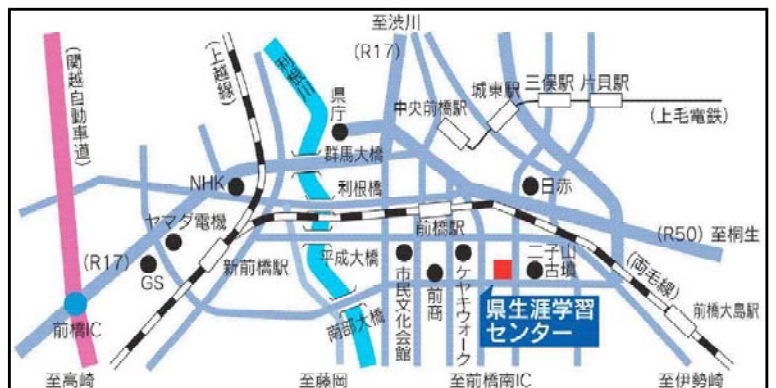 至渋川
(R17)
関越自動車道
(上越線)
利根川
県庁
中央前橋駅
城東駅
三俣駅
片貝駅
(上毛電鉄)
群馬大橋
NHK
利根橋
日赤
ヤマダ電機
前橋駅
(R50) 至桐生
(R17)
GS
新前橋駅
平成大橋
市民文化会館
前商
ケヤキウォーク
二子山
古墳
(両毛線)
県生涯学習
センター
前橋IC
南部大橋
前橋大島駅
至高崎
至藤岡
至前橋南IC
至伊勢崎